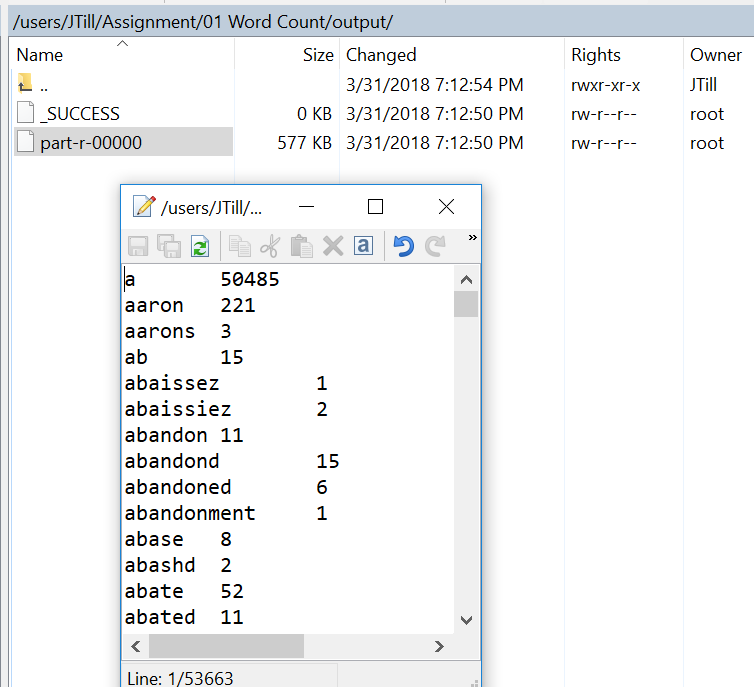 /users/JTill/Assignment/01 Word Count/output/
Name Size Changed Rights Owner
.. 3/31/2018 7:12:54 PM rwxr-xr-x JTill
_SUCCESS 0 KB 3/31/2018 7:12:50 PM rw-r--r-- root
part-r-00000 577 KB 3/31/2018 7:12:50 PM rw-r--r-- root
/users/JTill/...
a 50485
aaron 221
aarons 3
ab 15
abaissez 1
abaissiez 2
abandon 11
abandond 15
abandoned 6
abandonment 1
abase 8
abashd 2
abate 52
abated 11
Line: 1/53663